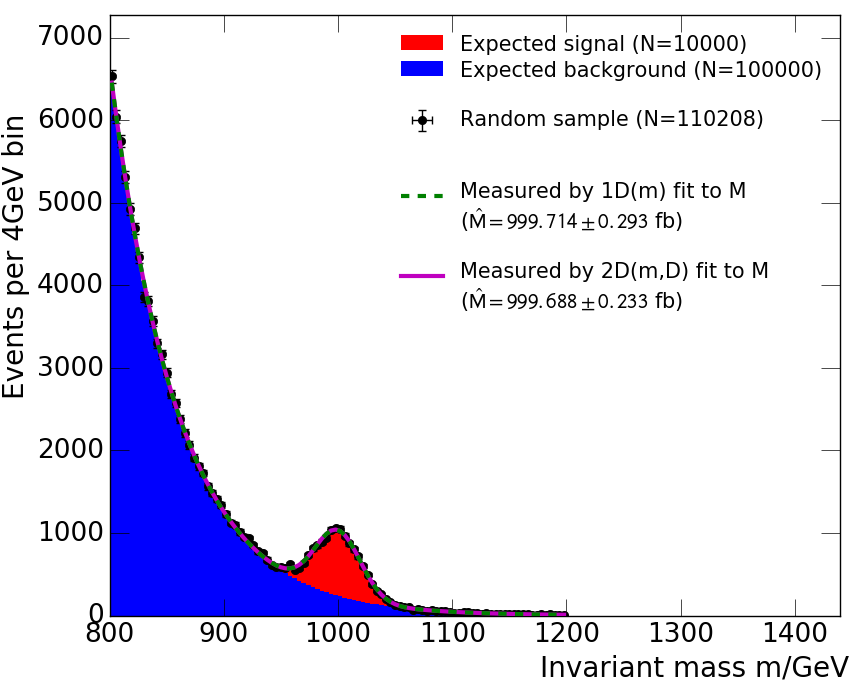 7000
6000
5000
4000
3000
2000
1000
0
Events per 4GeV bin
Expected signal (N=10000)
Expected background (N=100000)
Random sample (N=110208)
Measured by 1D(m) fit to M
(M̂=999.714±0.293 fb)
Measured by 2D(m,D) fit to M
(M̂=999.688±0.233 fb)
800 900 1000 1100 1200 1300 1400
Invariant mass m/GeV